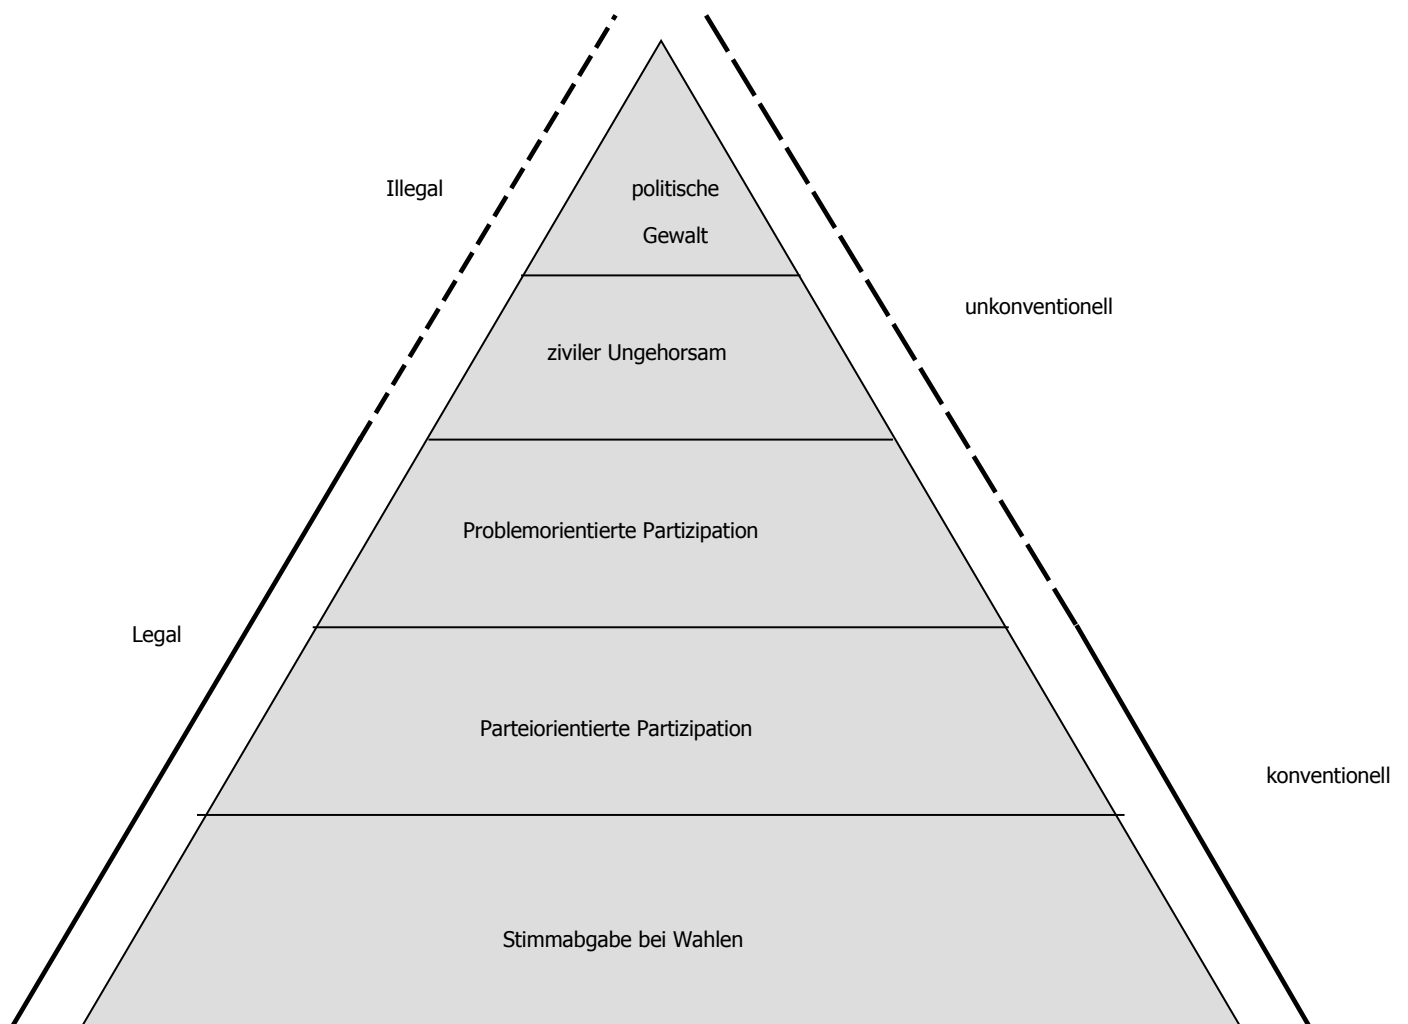 Illegal
politische
Gewalt
unkonventionell
ziviler Ungehorsam
Problemorientierte Partizipation
Legal
Parteiorientierte Partizipation
konventionell
Stimmabgabe bei Wahlen